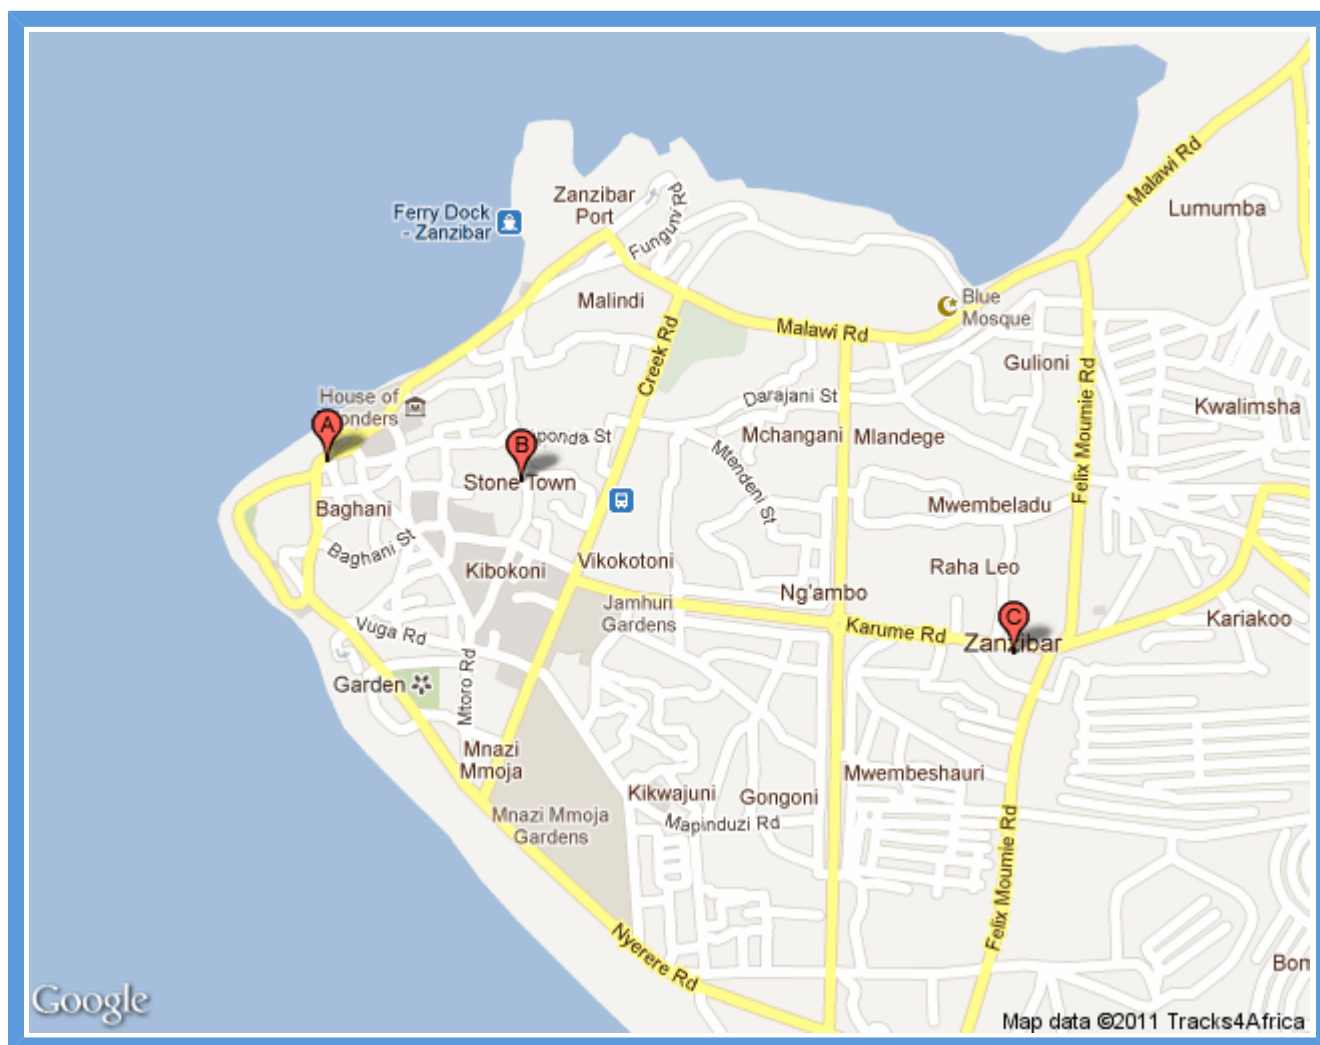 Malawi Rd
Lumumba
Zanzibar
Port
Funguni Rd
Ferry Dock
- Zanzibar
Malindi
Blue
Mosque
Malawi Rd
Creek Rd
Gulioni
Felix Moumie Rd
House of
onders
Darajani St
Kwalimsha
A
B
ponda St
Mchangani
Mlandege
Mtendeni St
Stone Town
Baghani
Mwembeladu
Baghani St
Kibokoni
Vikokotoni
Raha Leo
Ng'ambo
Jamhuri
Gardens
C
Kariakoo
Vuga Rd
Karume Rd
Zanzibar
Mtoro Rd
Garden
Mnazi
Mmoja
Mwembeshauri
Kikwajuni
Gongoni
Mnazi Mmoja
Gardens
Mapinduzi Rd
Felix Moumie Rd
Nyerere Rd
Bom
Google
Map data ©2011 Tracks4Africa